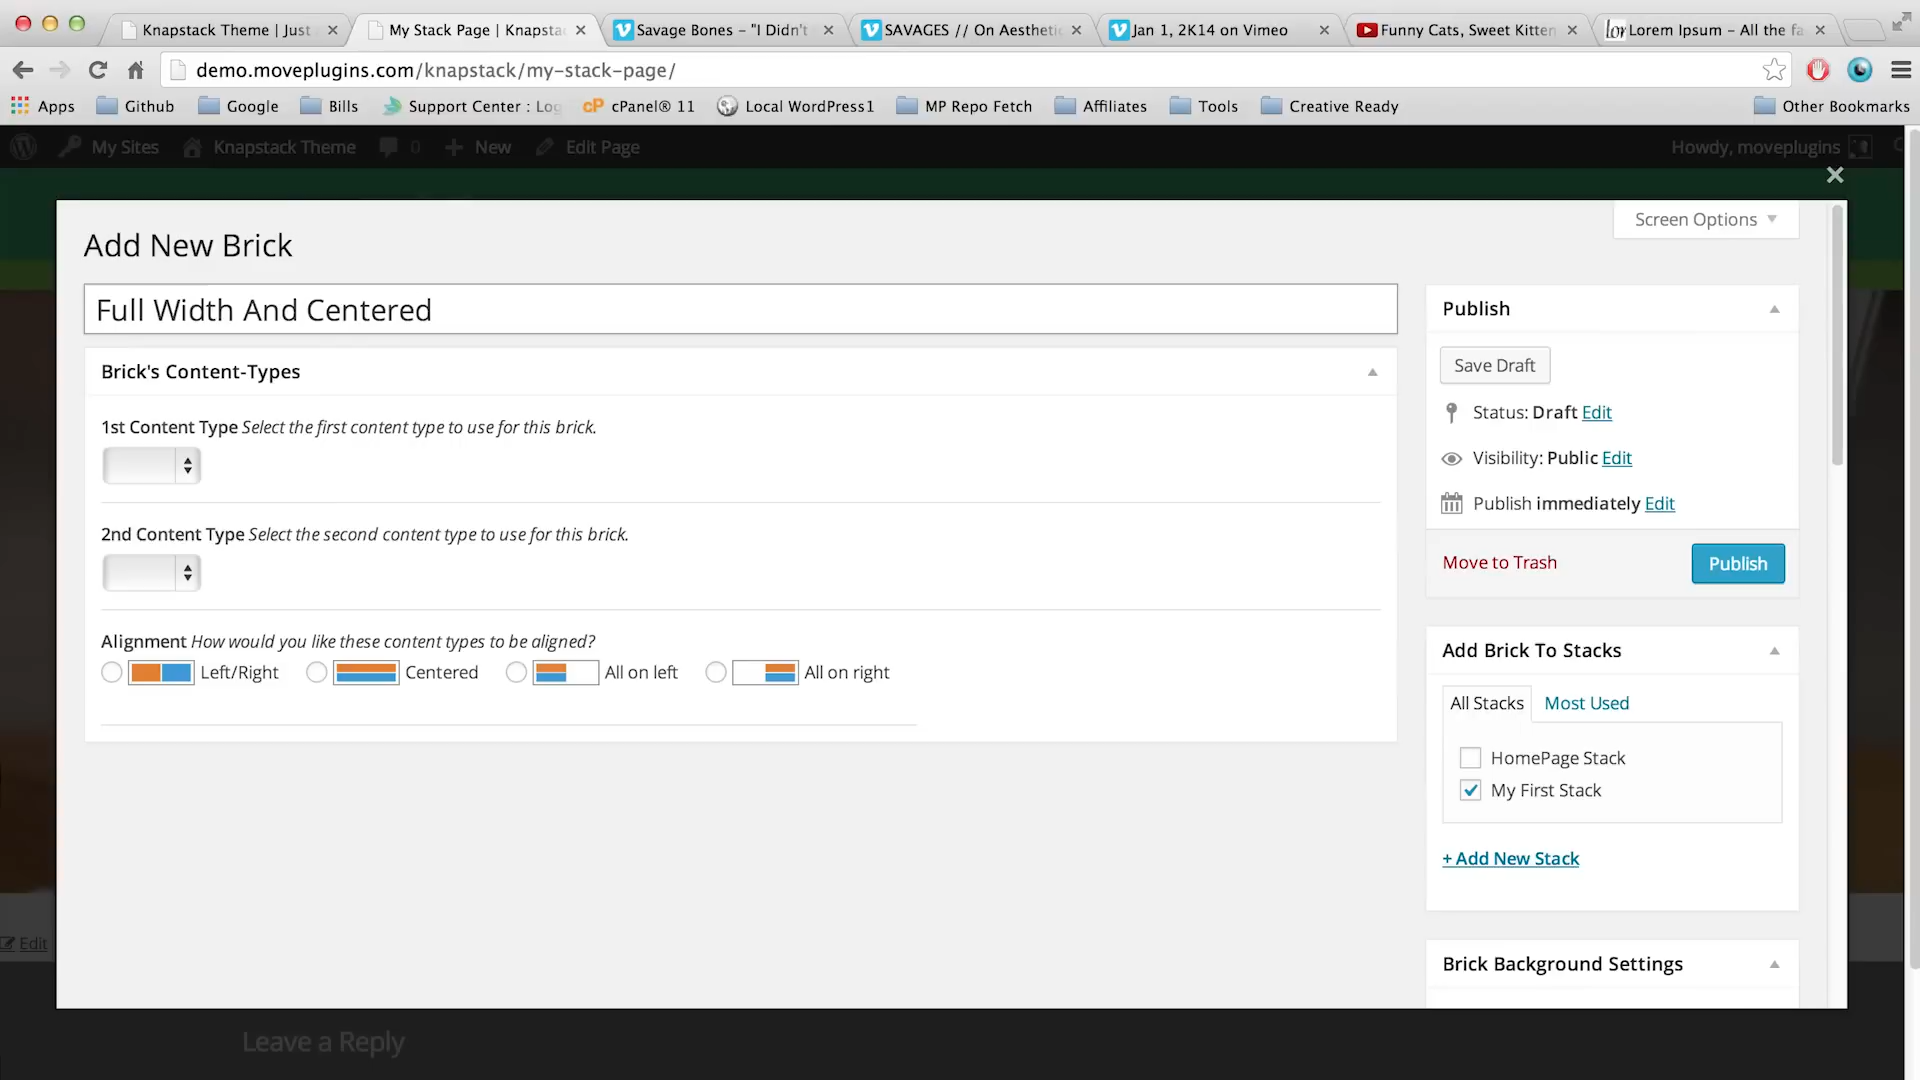 Knapstack Theme | Just
My Stack Page | Knapsta
Savage Bones – "I Didn't
SAVAGES // On Aestheti
Jan 1, 2K14 on Vimeo
Funny Cats, Sweet Kitten
Lorem Ipsum – All the fa
demo.moveplugins.com/knapstack/my-stack-page/
Apps Github Google Bills Support Center : Log cPanel® 11 Local WordPress1 MP Repo Fetch Affiliates Tools Creative Ready Other Bookmarks
My Sites Knapstack Theme 0 New Edit Page Howdy, moveplugins
Screen Options
Add New Brick
Full Width And Centered
Brick's Content-Types
1st Content Type Select the first content type to use for this brick.
2nd Content Type Select the second content type to use for this brick.
Alignment How would you like these content types to be aligned?
Left/Right Centered All on left All on right
Publish
Save Draft
Status: Draft Edit
Visibility: Public Edit
Publish immediately Edit
Move to Trash Publish
Add Brick To Stacks
All Stacks Most Used
HomePage Stack
My First Stack
+ Add New Stack
Brick Background Settings
Edit
Leave a Reply